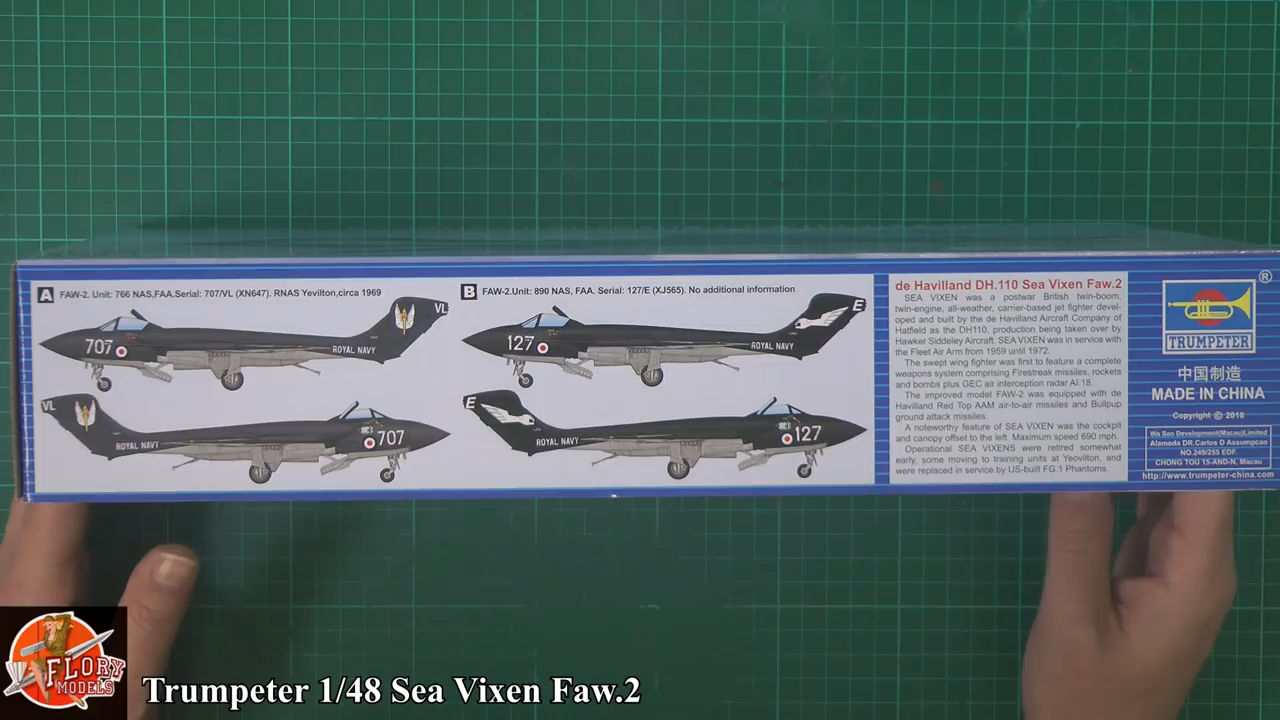 A FAW-2. Unit: 766 NAS,FAA.Serial: 707/VL (XN647). RNAS Yevilton,circa 1969
VL
707
ROYAL NAVY
VL
ROYAL NAVY
707
B FAW-2.Unit: 890 NAS, FAA. Serial: 127/E (XJ565). No additional information
E
127
ROYAL NAVY
E
ROYAL NAVY
127
de Havilland DH.110 Sea Vixen Faw.2
SEA VIXEN was a postwar British twin-boom,
twin-engine, all-weather, carrier-based jet fighter devel-
oped and built by the de Havilland Aircraft Company of
Hatfield as the DH110, production being taken over by
Hawker Siddeley Aircraft. SEA VIXEN was in service with
the Fleet Air Arm from 1959 until 1972.
The swept wing fighter was first to feature a complete
weapons system comprising Firestreak missiles, rockets
and bombs plus GEC air interception radar AI.18.
The improved model FAW-2 was equipped with de
Havilland Red Top AAM air-to-air missiles and Bullpup
ground attack missiles.
A noteworthy feature of SEA VIXEN was the cockpit
and canopy offset to the left. Maximum speed 690 mph.
Operational SEA VIXENS were retired somewhat
early, some moving to training units at Yeovilton, and
were replaced in service by US-built FG.1 Phantoms.
®
TRUMPETER
中国制造
MADE IN CHINA
Copyright © 2018
Wa San Development(Macau)Limited
Alameda DR.Carlos D Assumpcao
NO.249/255 EDF.
CHONG TOU 15-AND-N, Macau
http://www.trumpeter-china.com
FLORY
MODELS
Trumpeter 1/48 Sea Vixen Faw.2